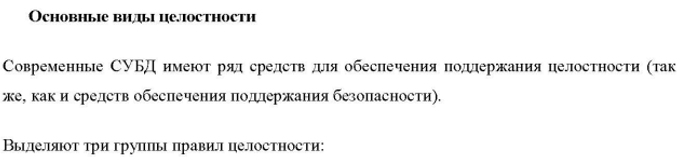 Основные виды целостности
Современные СУБД имеют ряд средств для обеспечения поддержания целостности (так
же, как и средств обеспечения поддержания безопасности).
Выделяют три группы правил целостности: